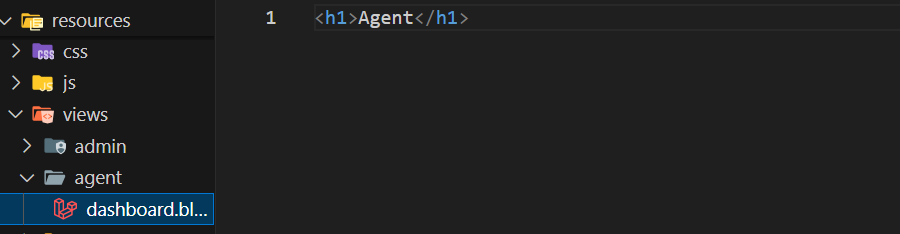 resources
css
js
views
admin
agent
dashboard.bl...
1 <h1>Agent</h1>